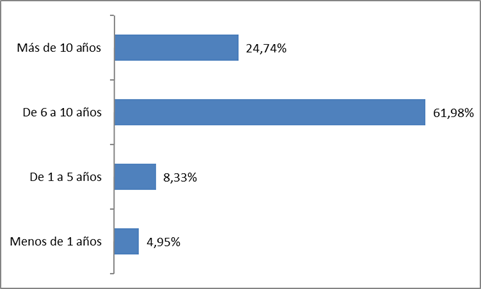 Más de 10 años
24,74%
De 6 a 10 años
61,98%
De 1 a 5 años
8,33%
Menos de 1 años
4,95%